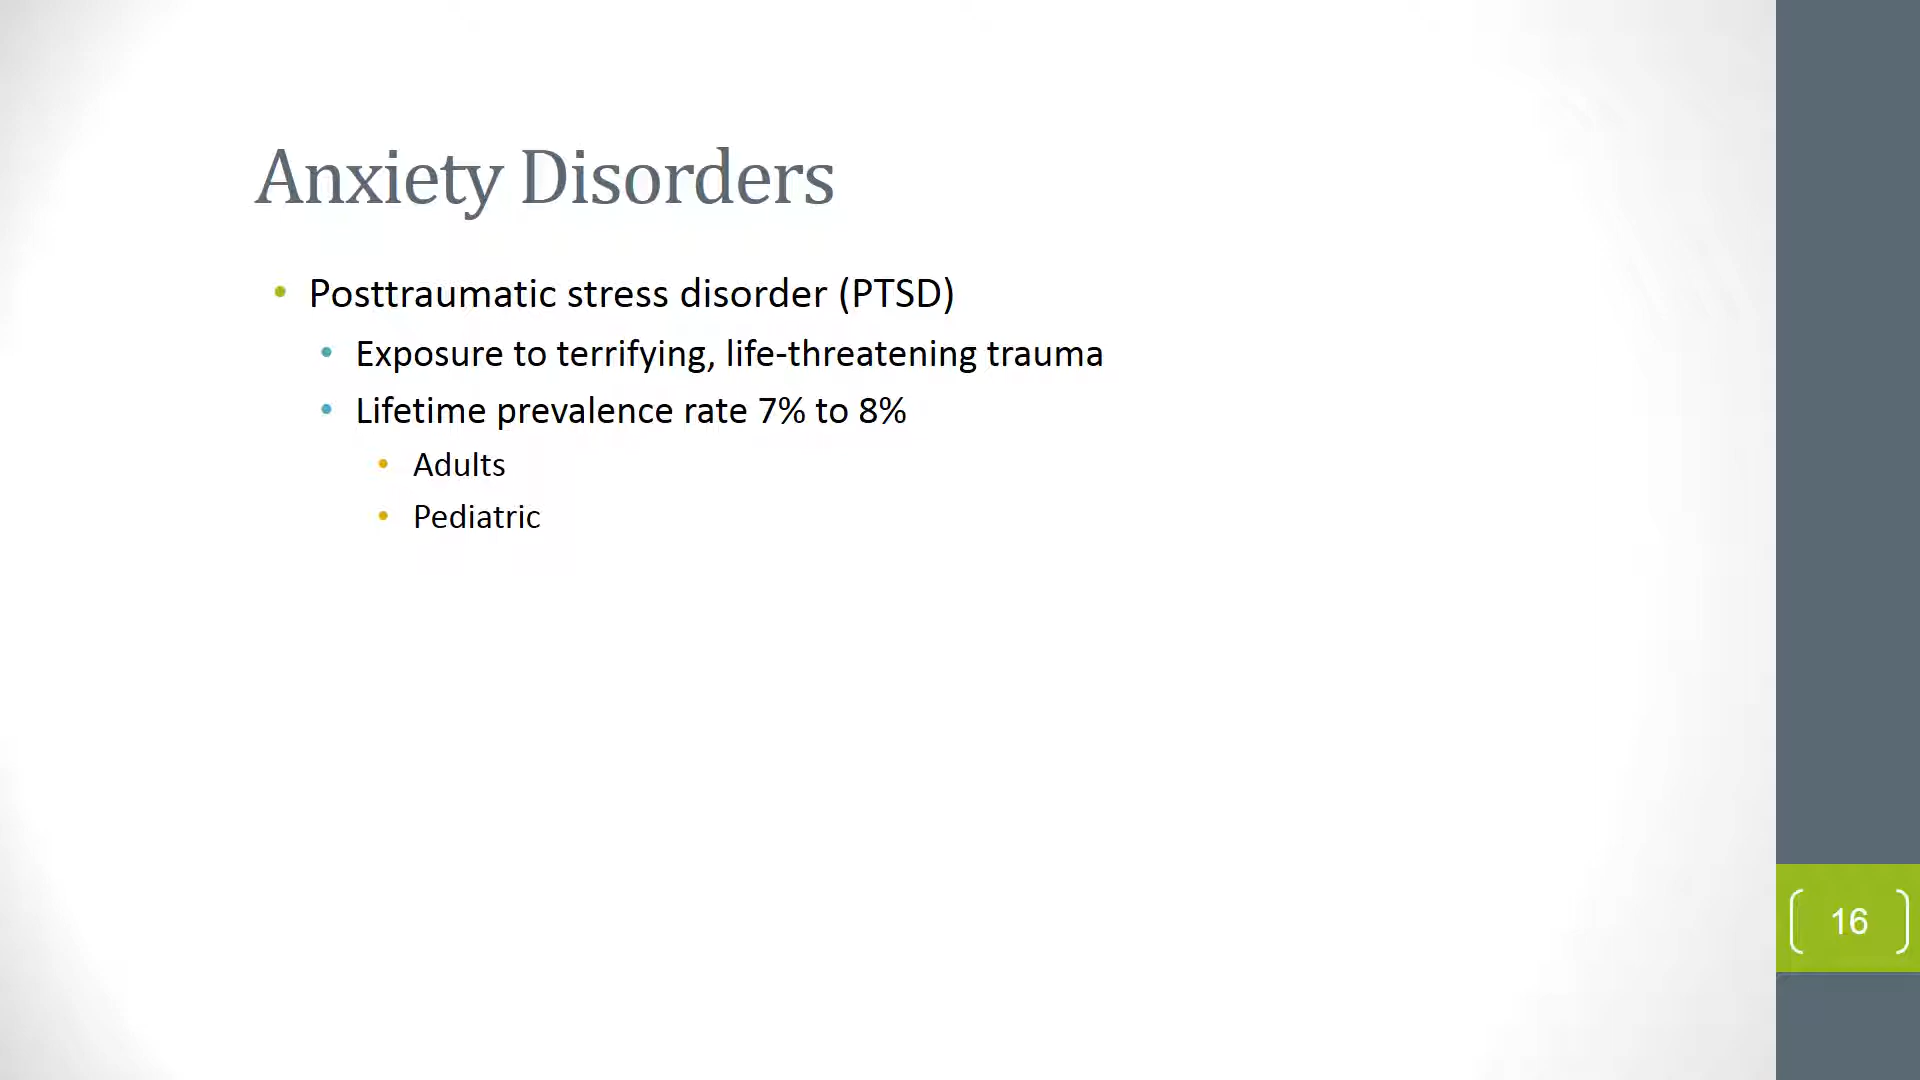 Anxiety Disorders
• Posttraumatic stress disorder (PTSD)
• Exposure to terrifying, life-threatening trauma
• Lifetime prevalence rate 7% to 8%
• Adults
• Pediatric
16